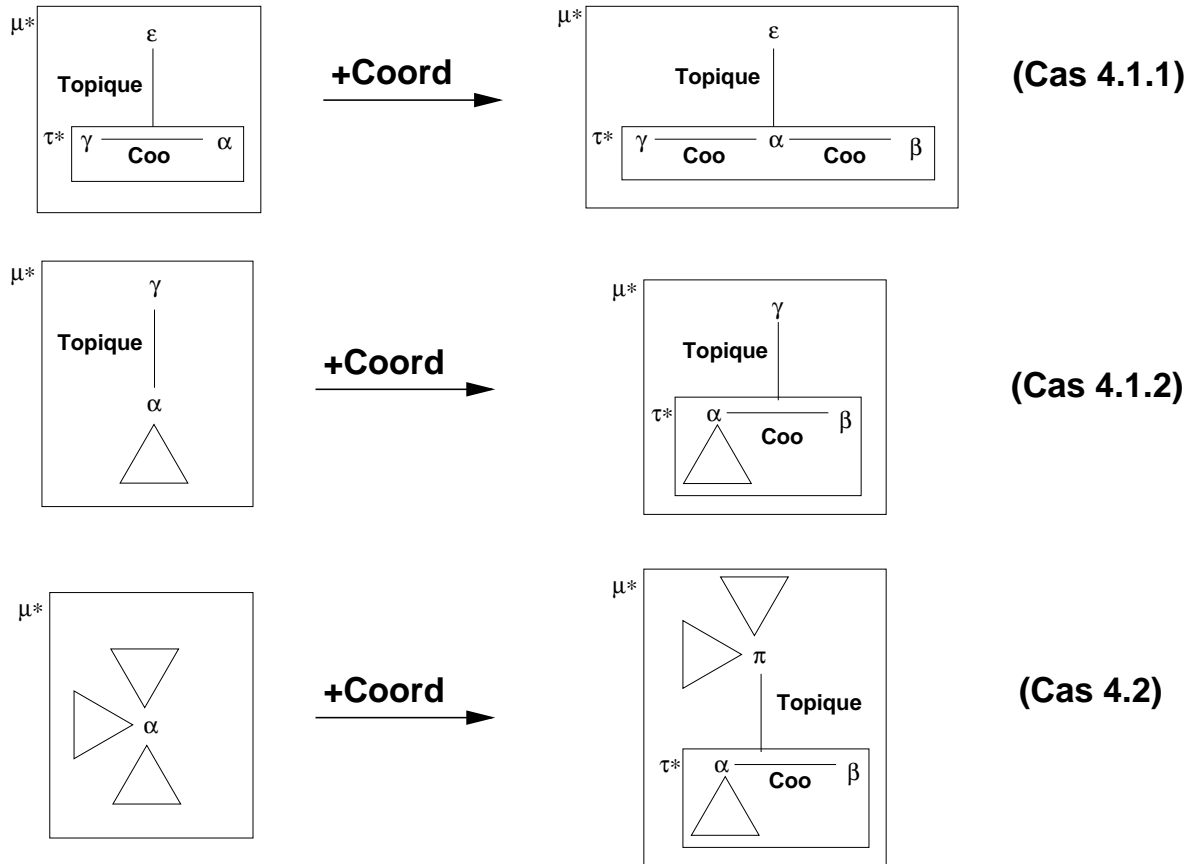 μ* ε μ* ε
Topique +Coord Topique (Cas 4.1.1)
τ* γ α τ* γ α β
Coo Coo Coo
μ* γ μ* γ
Topique +Coord Topique (Cas 4.1.2)
α τ* α β
Coo
μ* μ*
π
α +Coord Topique (Cas 4.2)
τ* α β
Coo